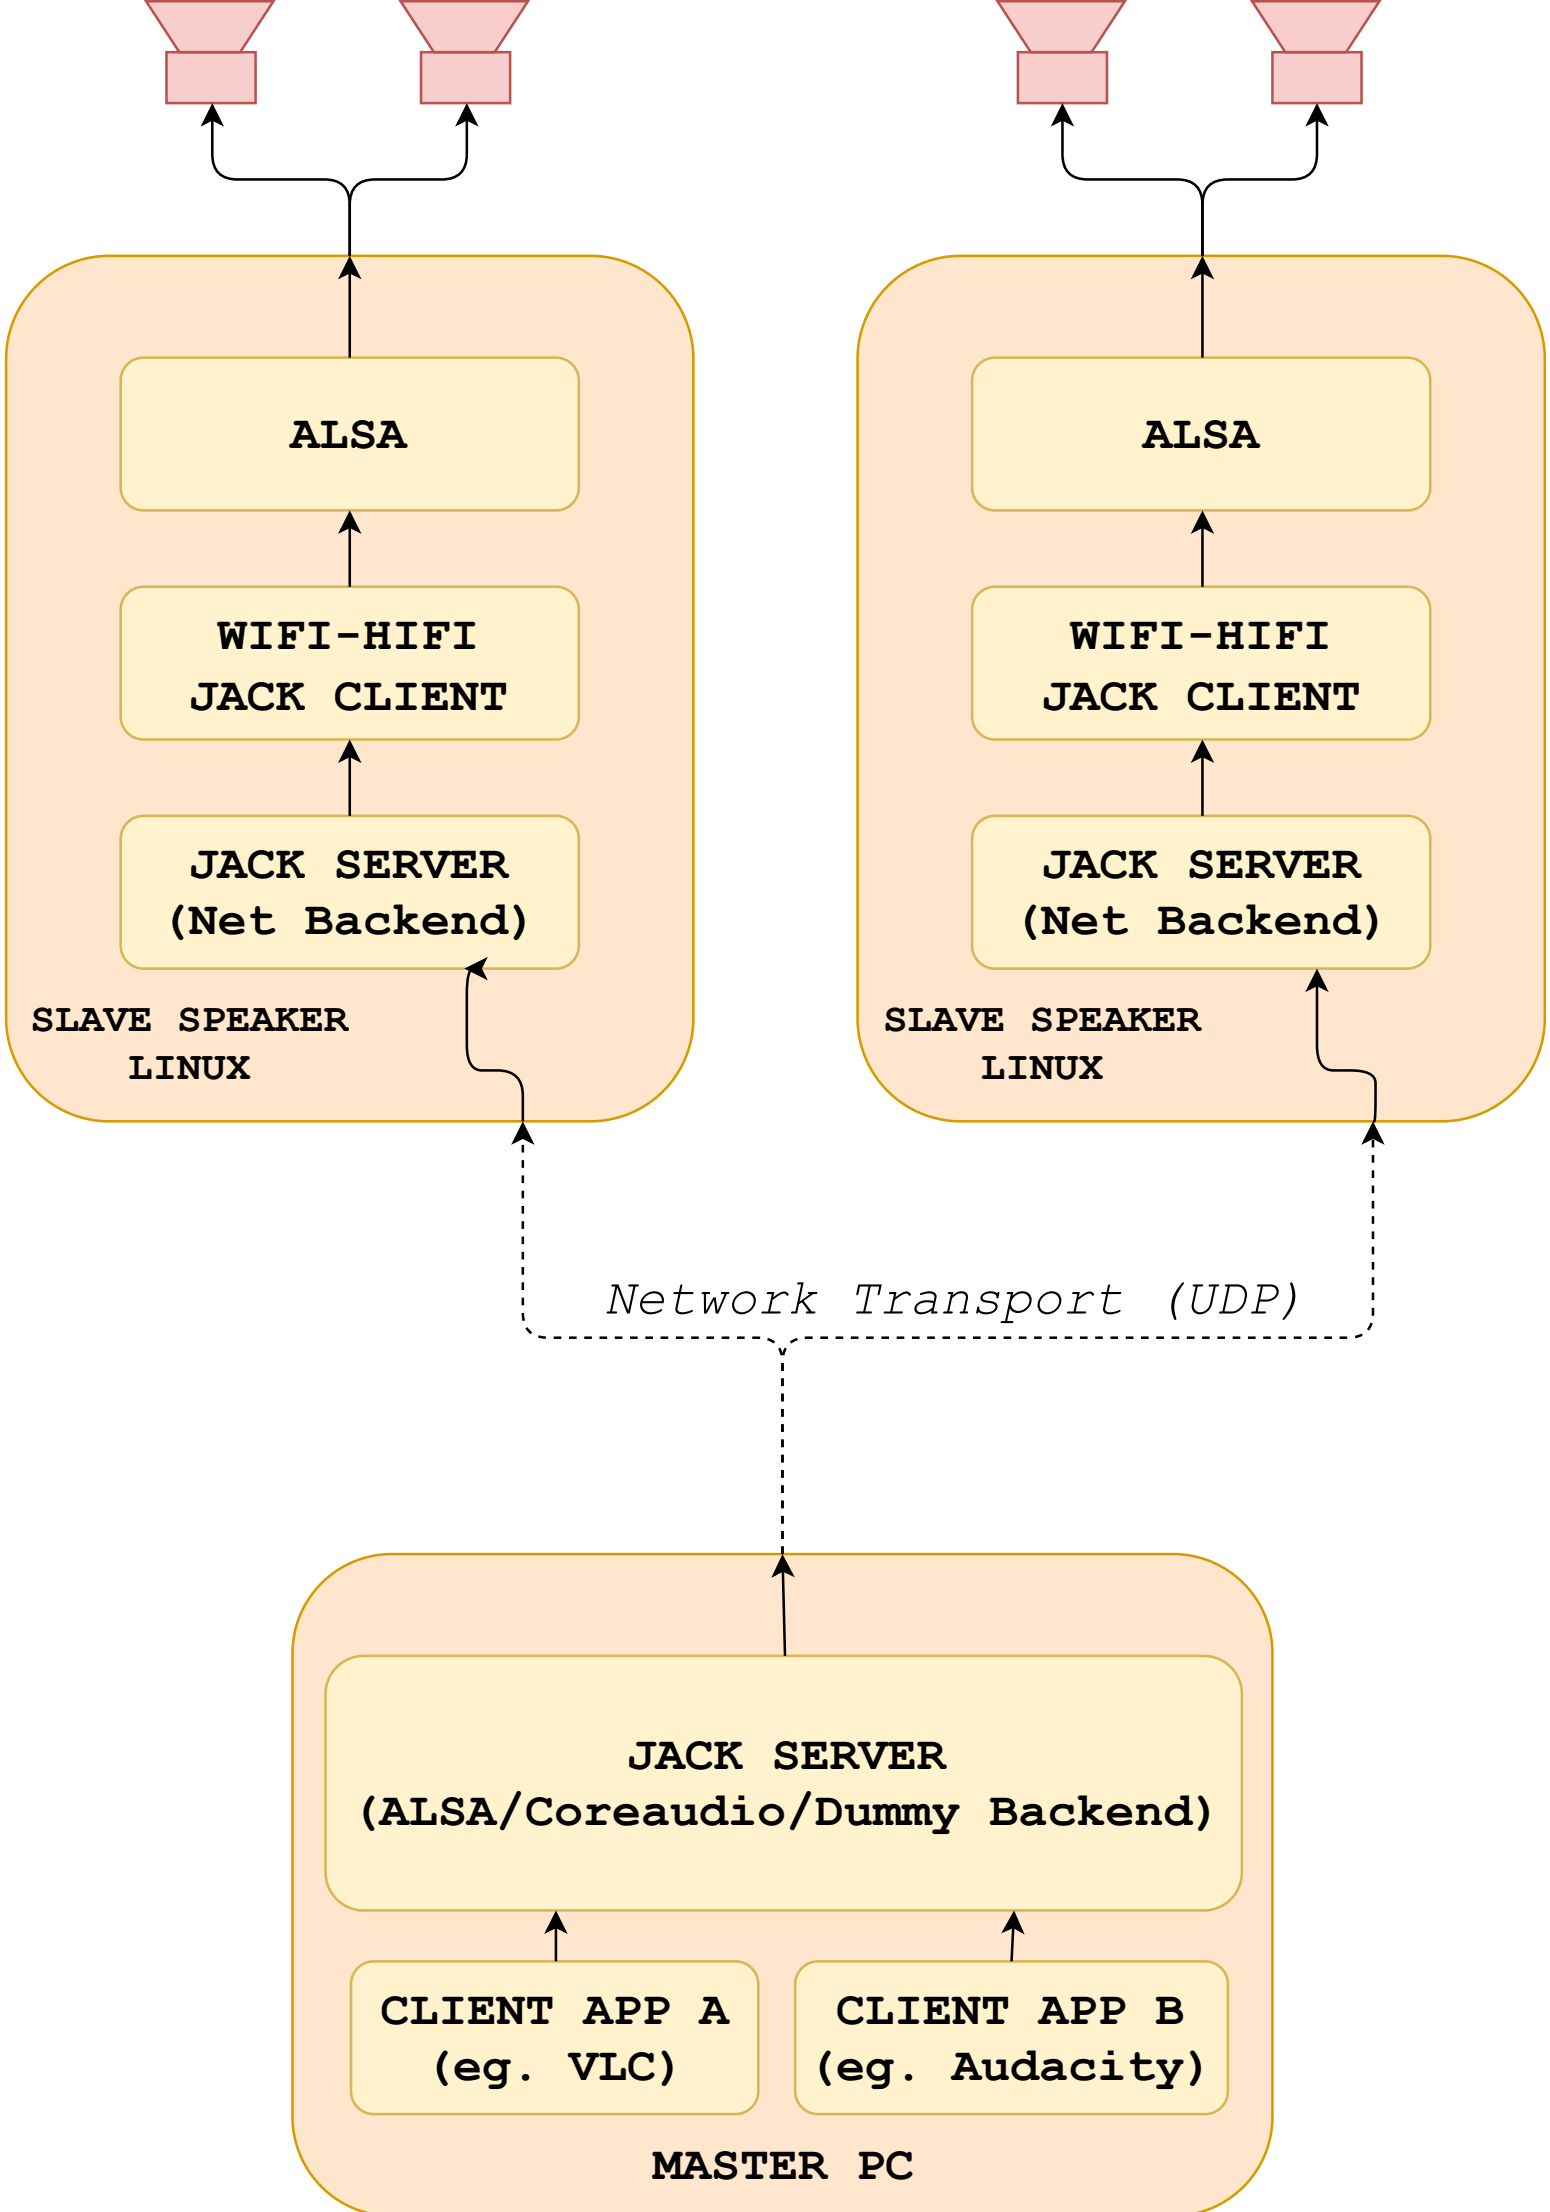 ALSA
WIFI-HIFI
JACK CLIENT
JACK SERVER
(Net Backend)
SLAVE SPEAKER
LINUX
ALSA
WIFI-HIFI
JACK CLIENT
JACK SERVER
(Net Backend)
SLAVE SPEAKER
LINUX
Network Transport (UDP)
JACK SERVER
(ALSA/Coreaudio/Dummy Backend)
CLIENT APP A
(eg. VLC)
CLIENT APP B
(eg. Audacity)
MASTER PC